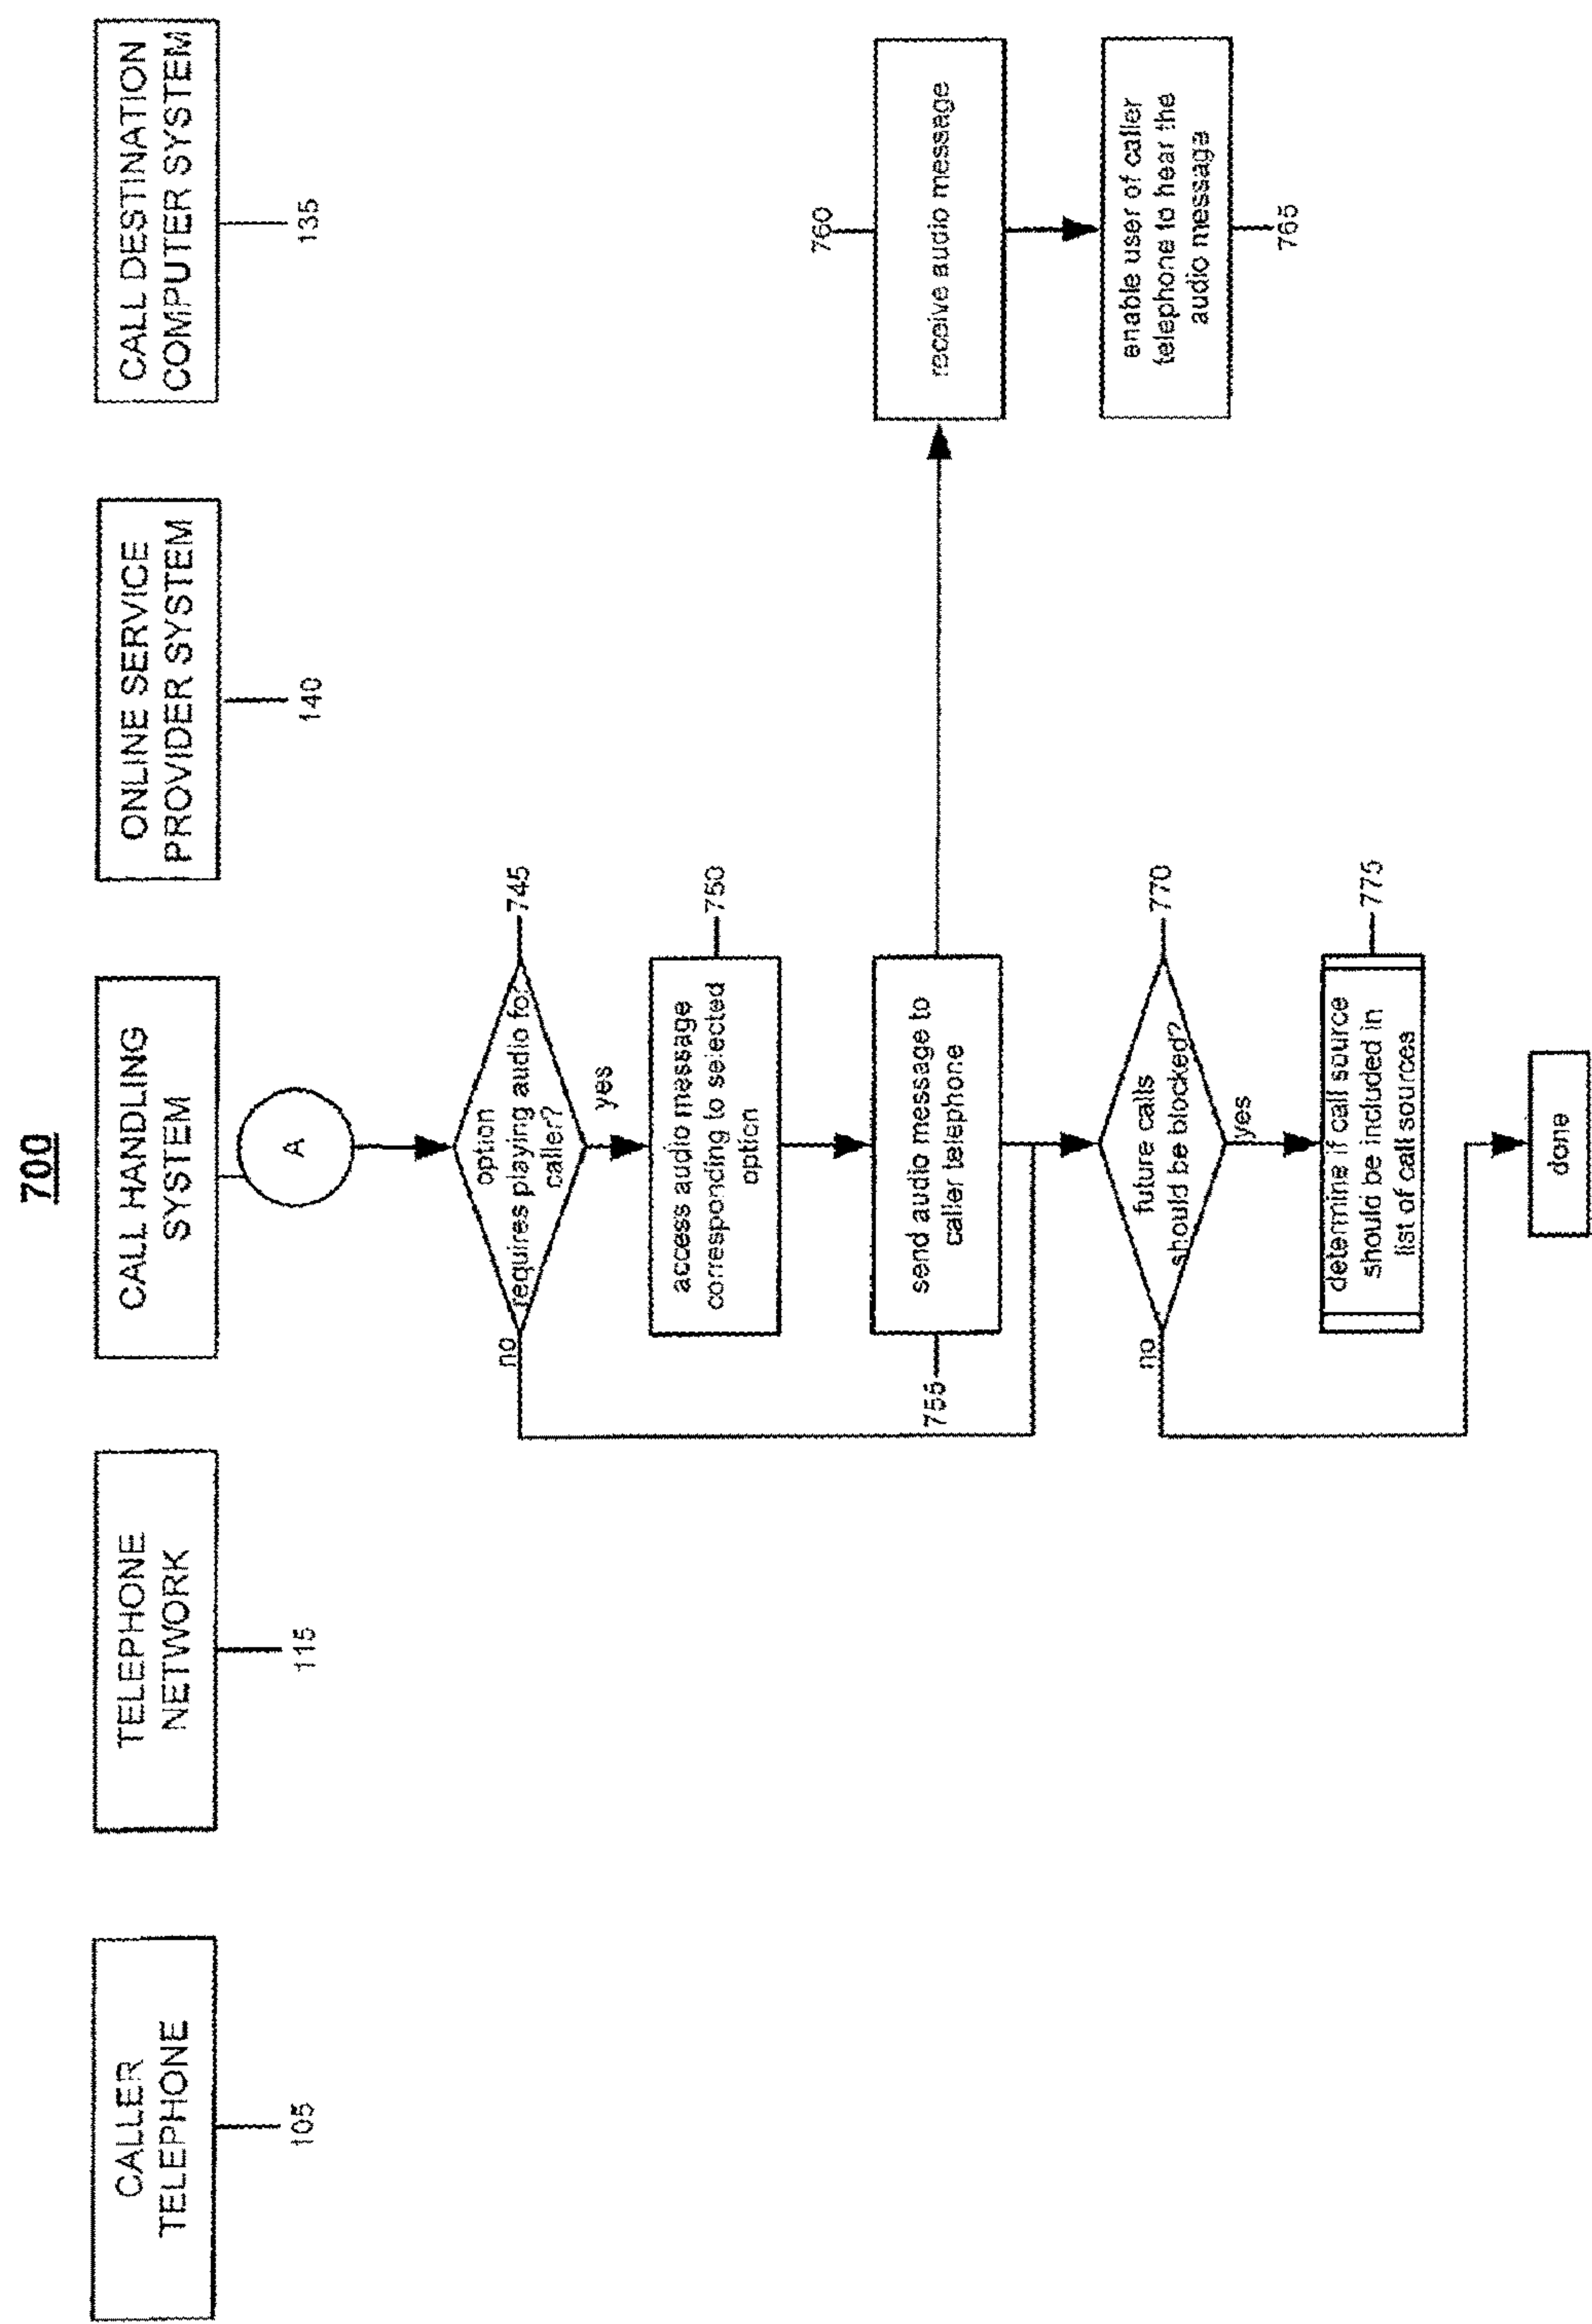 700
CALLER
TELEPHONE
105
TELEPHONE
NETWORK
115
CALL HANDLING
SYSTEM
ONLINE SERVICE
PROVIDER SYSTEM
140
CALL DESTINATION
COMPUTER SYSTEM
135
A
option
requires playing audio for
caller?
745
no
yes
access audio message
corresponding to selected
option
750
send audio message to
caller telephone
755
760
receive audio message
enable user of caller
telephone to hear the
audio message
765
future calls
should be blocked?
770
no
yes
determine if call source
should be included in
list of call sources
775
done